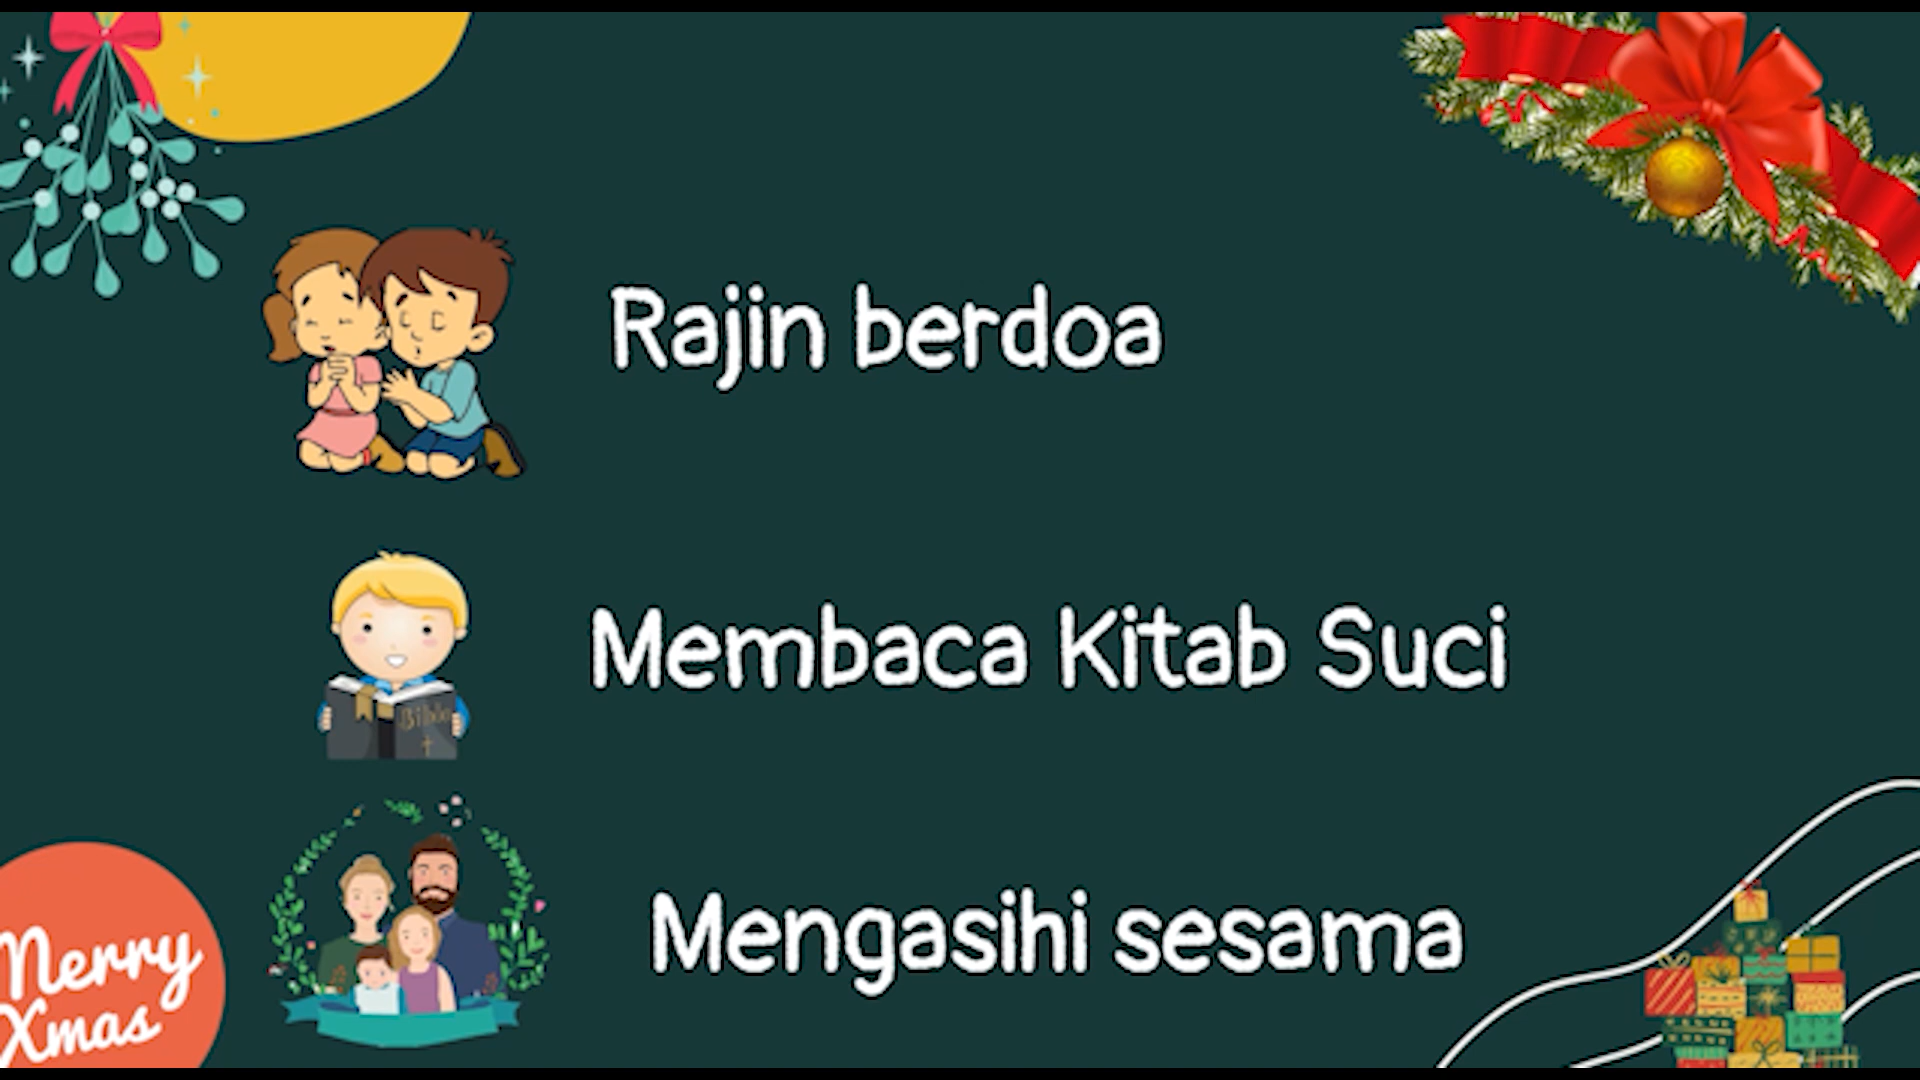 Rajin berdoa
Membaca Kitab Suci
Bible
Mengasihi sesama
Merry
Xmas